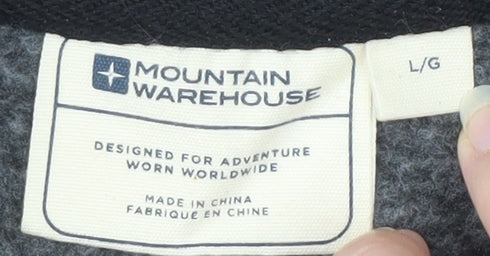 MOUNTAIN
WAREHOUSE
L/G
DESIGNED FOR ADVENTURE
WORN WORLDWIDE
MADE IN CHINA
FABRIQUÉ EN CHINE